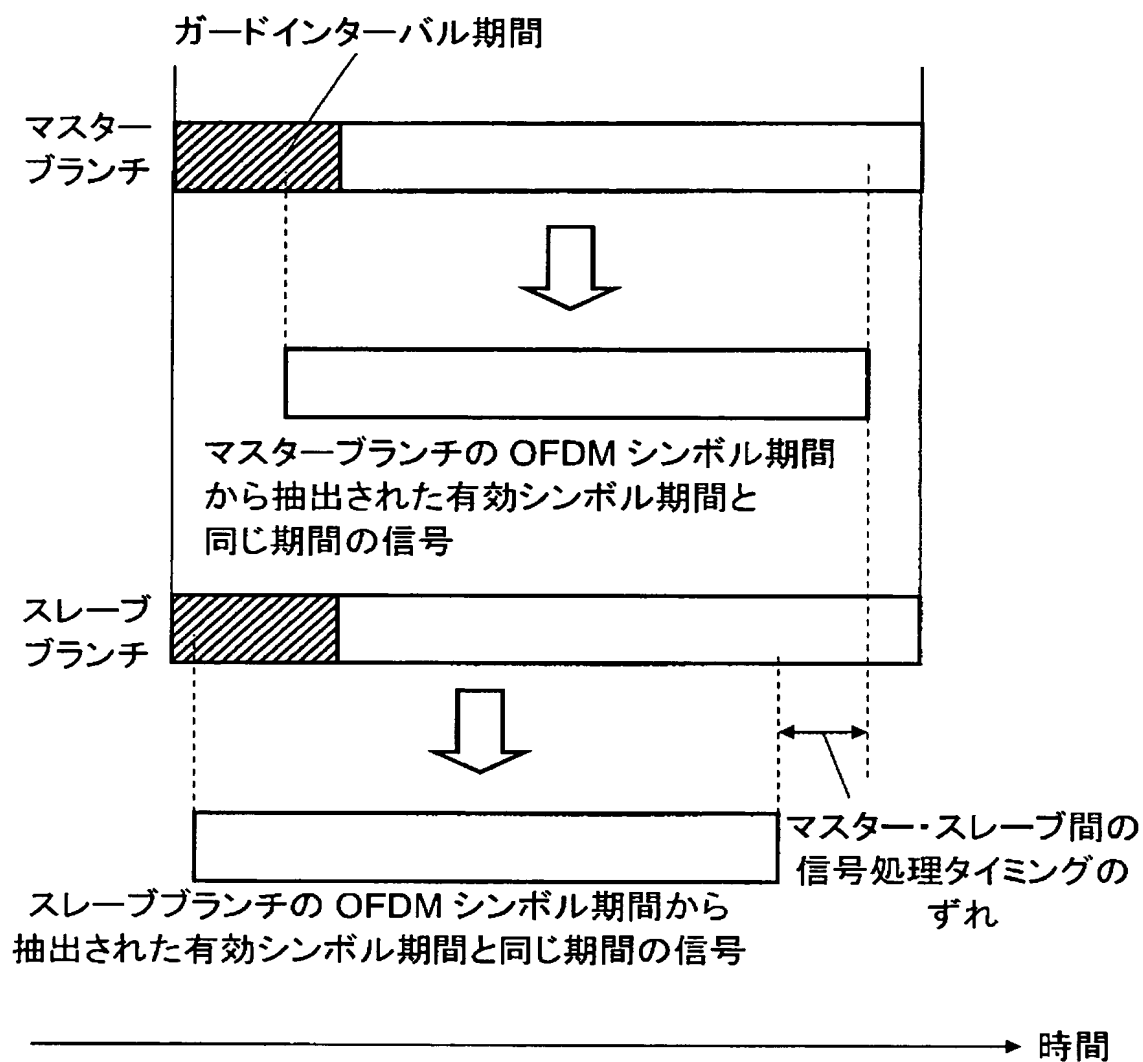 ガードインターバル期間
マスター
ブランチ
マスターブランチの OFDM シンボル期間
から抽出された有効シンボル期間と
同じ期間の信号
スレーブ
ブランチ
マスター・スレーブ間の
信号処理タイミングの
ずれ
スレーブブランチの OFDM シンボル期間から
抽出された有効シンボル期間と同じ期間の信号
時間